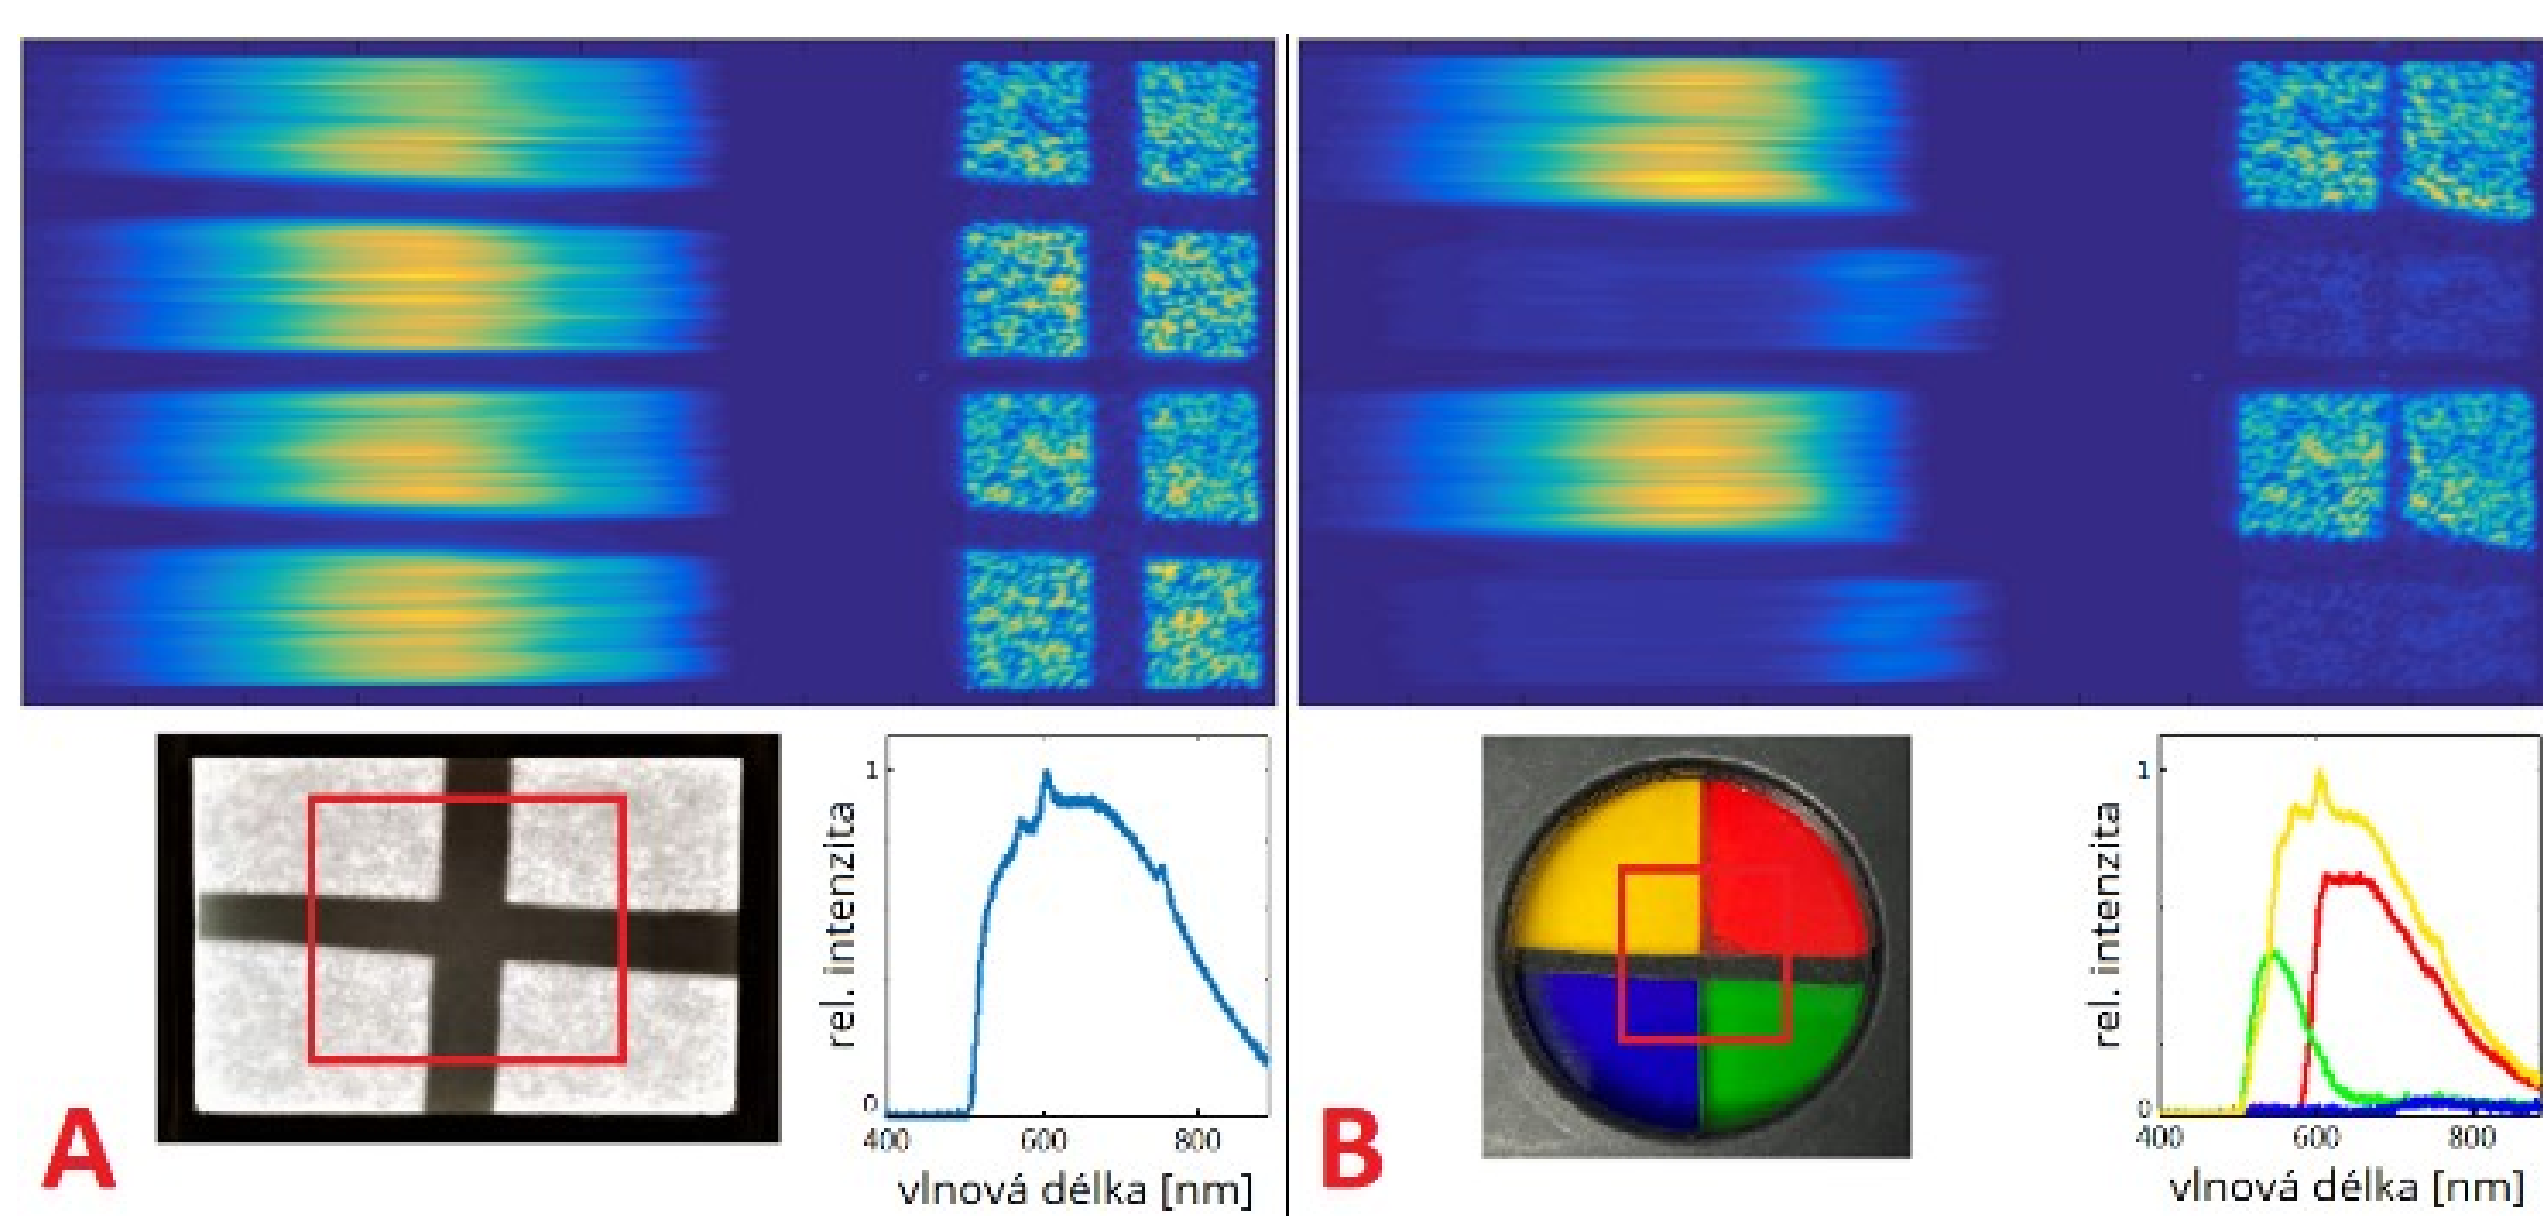 rel. intenzita
1
0
400 600 800
vlnová délka [nm]
A
rel. intenzita
1
0
400 600 800
vlnová délka [nm]
B